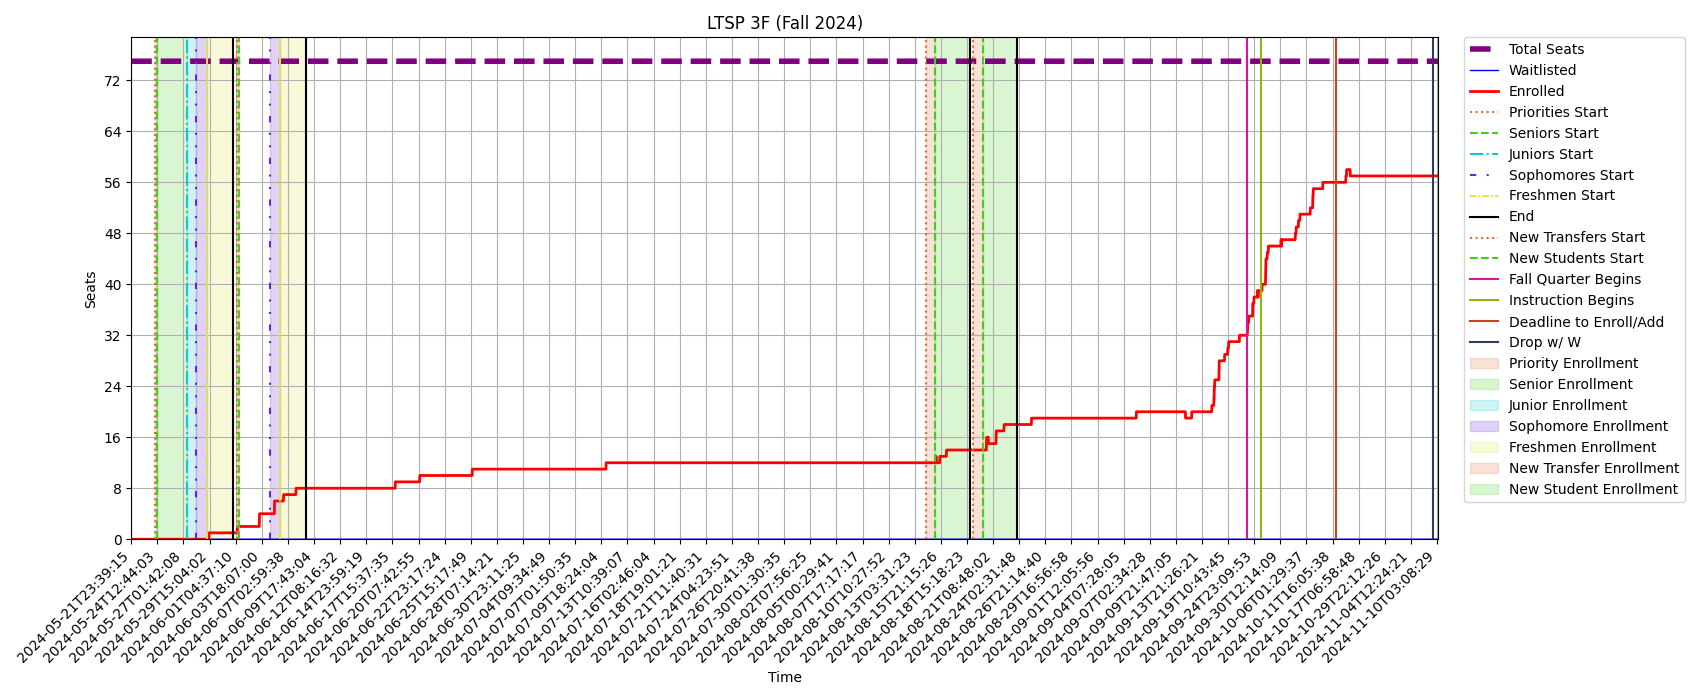 LTSP 3F (Fall 2024)
Seats
72
64
56
48
40
32
24
16
8
0
2024-05-21T23:39:15
2024-05-24T12:44:03
2024-05-27T01:42:08
2024-05-29T15:04:02
2024-06-01T04:37:10
2024-06-03T18:07:00
2024-06-07T02:59:38
2024-06-09T17:43:04
2024-06-12T08:16:32
2024-06-14T23:59:19
2024-06-17T15:37:35
2024-06-20T07:42:55
2024-06-22T23:17:24
2024-06-25T15:17:49
2024-06-28T07:14:21
2024-06-30T23:11:25
2024-07-04T09:34:49
2024-07-07T01:50:35
2024-07-09T18:24:04
2024-07-13T10:39:07
2024-07-16T02:46:04
2024-07-18T19:01:21
2024-07-21T11:40:31
2024-07-24T04:23:51
2024-07-26T20:41:38
2024-07-30T01:30:35
2024-08-02T07:56:25
2024-08-05T00:29:41
2024-08-07T17:17:17
2024-08-10T10:27:52
2024-08-13T03:31:23
2024-08-15T21:15:26
2024-08-18T15:18:23
2024-08-21T08:48:02
2024-08-24T02:31:48
2024-08-26T21:14:40
2024-08-29T16:56:58
2024-09-01T12:05:56
2024-09-04T07:28:05
2024-09-07T02:34:28
2024-09-09T21:47:05
2024-09-13T21:26:21
2024-09-19T10:43:45
2024-09-24T23:09:53
2024-09-30T12:14:09
2024-10-06T01:29:37
2024-10-11T16:05:38
2024-10-17T06:58:48
2024-10-29T22:12:26
2024-11-04T12:24:21
2024-11-10T03:08:29
Time
Total Seats
Waitlisted
Enrolled
Priorities Start
Seniors Start
Juniors Start
Sophomores Start
Freshmen Start
End
New Transfers Start
New Students Start
Fall Quarter Begins
Instruction Begins
Deadline to Enroll/Add
Drop w/ W
Priority Enrollment
Senior Enrollment
Junior Enrollment
Sophomore Enrollment
Freshmen Enrollment
New Transfer Enrollment
New Student Enrollment